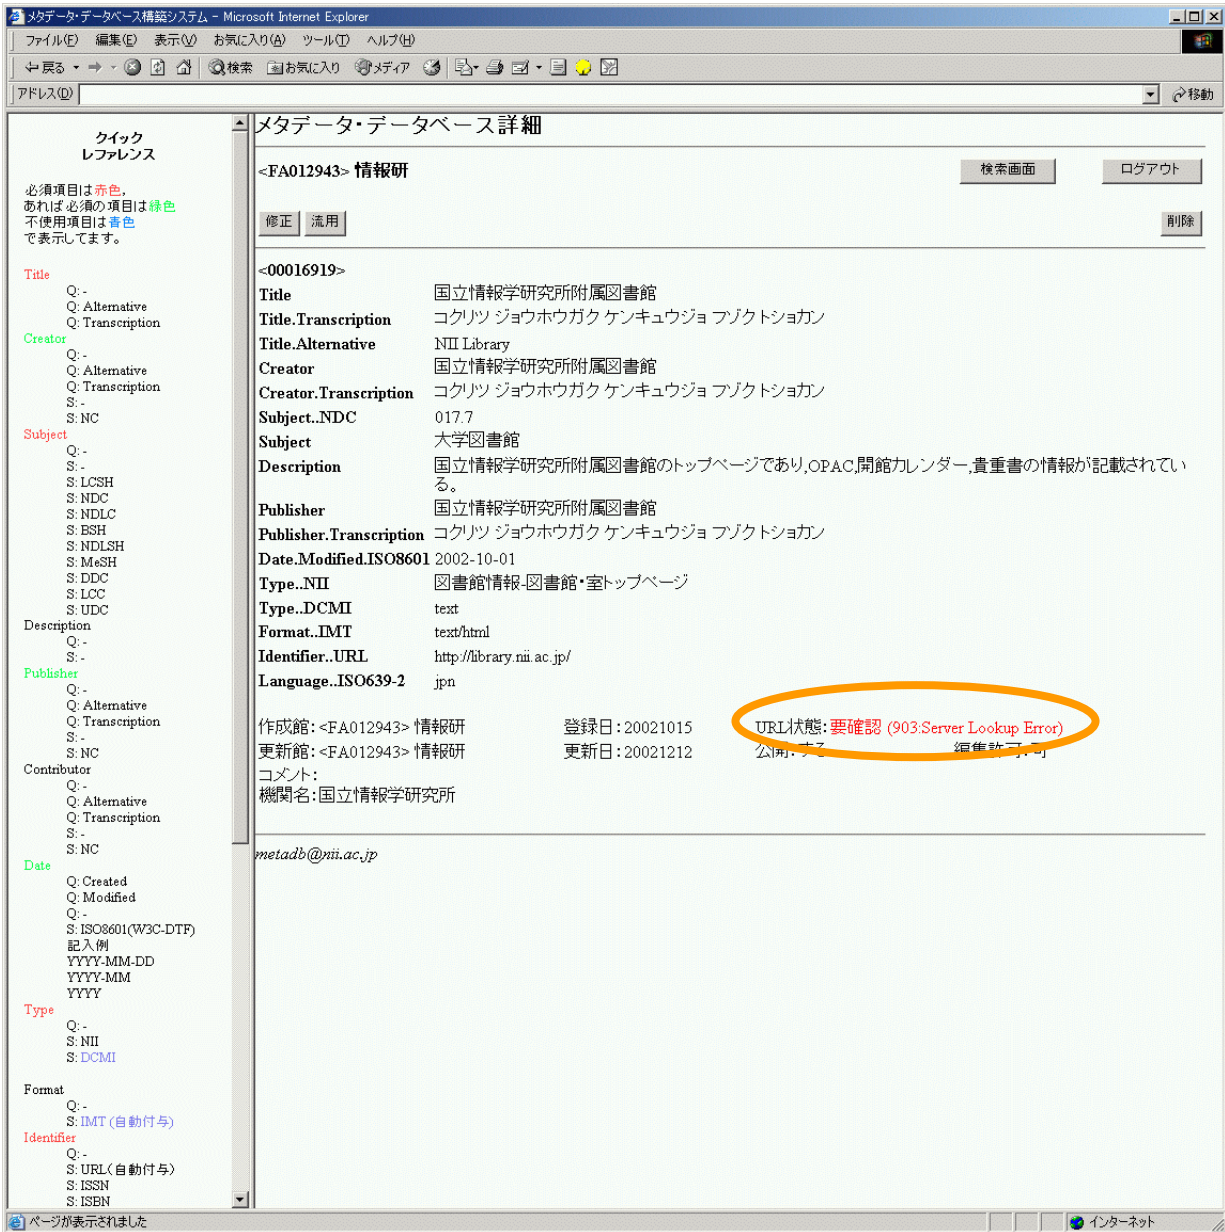 メタデータ・データベース構築システム - Microsoft Internet Explorer
ファイル(F) 編集(E) 表示(V) お気に入り(A) ツール(T) ヘルプ(H)
戻る 検索 お気に入り メディア
アドレス(D) 移動
クイック
レファレンス
必須項目は赤色,
あれば必須の項目は緑色
不使用項目は青色
で表示してます。
Title
Q: -
Q: Alternative
Q: Transcription
Creator
Q: -
Q: Alternative
Q: Transcription
S: -
S: NC
Subject
Q: -
S: -
S: LCSH
S: NDC
S: NDLC
S: BSH
S: NDLSH
S: MeSH
S: DDC
S: LCC
S: UDC
Description
Q: -
S: -
Publisher
Q: -
Q: Alternative
Q: Transcription
S: -
S: NC
Contributor
Q: -
Q: Alternative
Q: Transcription
S: -
S: NC
Date
Q: Created
Q: Modified
Q: -
S: ISO8601(W3C-DTF)
記入例
YYYY-MM-DD
YYYY-MM
YYYY
Type
Q: -
S: NII
S: DCMI
Format
Q: -
S: IMT (自動付与)
Identifier
Q: -
S: URL(自動付与)
S: ISSN
S: ISBN
メタデータ・データベース詳細
<FA012943> 情報研 検索画面 ログアウト
修正 流用 削除
<00016919>
Title 国立情報学研究所附属図書館
Title.Transcription コクリツ ジョウホウガク ケンキュウジョ フゾクトショカン
Title.Alternative NII Library
Creator 国立情報学研究所附属図書館
Creator.Transcription コクリツ ジョウホウガク ケンキュウジョ フゾクトショカン
Subject..NDC 017.7
Subject 大学図書館
Description 国立情報学研究所附属図書館のトップページであり,OPAC,開館カレンダー,貴重書の情報が記載されてい
る。
Publisher 国立情報学研究所附属図書館
Publisher.Transcription コクリツ ジョウホウガク ケンキュウジョ フゾクトショカン
Date.Modified.ISO8601 2002-10-01
Type..NII 図書館情報-図書館・室トップページ
Type..DCMI text
Format..IMT text/html
Identifier..URL http://library.nii.ac.jp/
Language..ISO639-2 jpn
作成館:<FA012943> 情報研 登録日:20021015 URL状態:要確認 (903:Server Lookup Error)
更新館:<FA012943> 情報研 更新日:20021212 公開:する 編集許可:可
コメント:
機関名:国立情報学研究所
metadb@nii.ac.jp
ページが表示されました インターネット